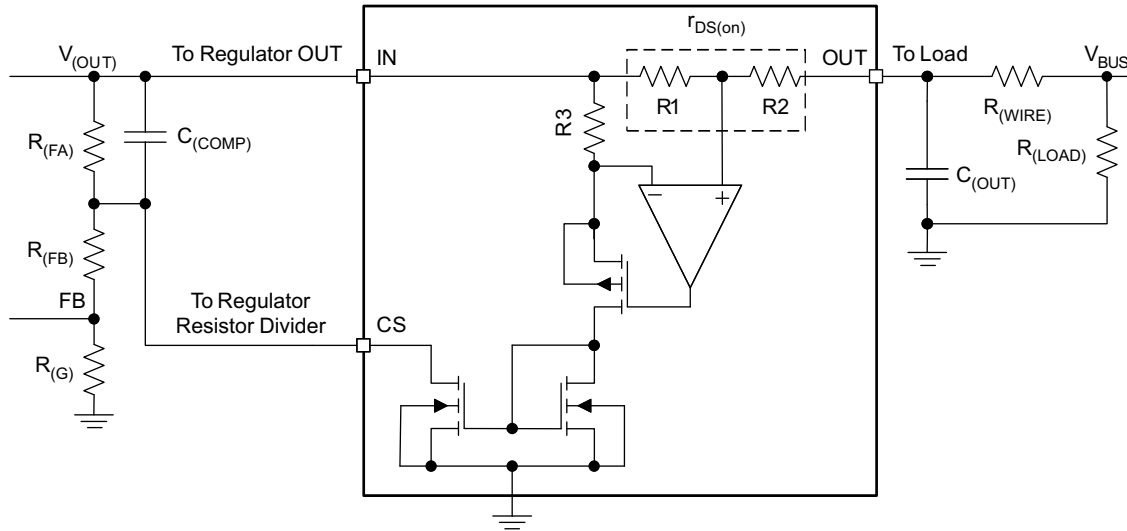 r_DS(on)
V_(OUT)
To Regulator OUT
IN
OUT
To Load
V_BUS
R1
R2
R3
R_(FA)
C_(COMP)
R_(WIRE)
R_(LOAD)
C_(OUT)
− +
R_(FB)
FB
To Regulator
Resistor Divider
CS
R_(G)